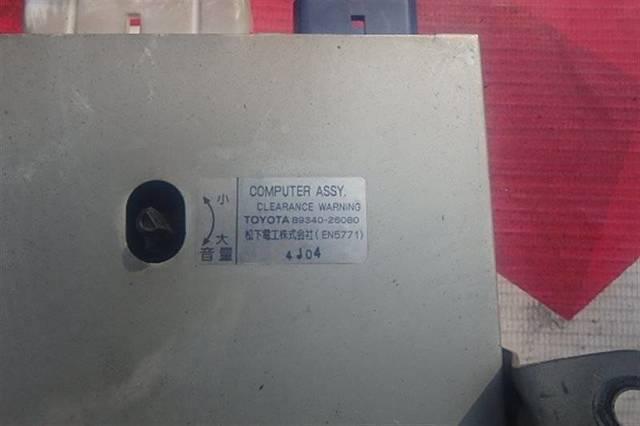 小
大
音量
COMPUTER ASSY.
CLEARANCE WARNING
TOYOTA 89340-26080
松下電工株式会社(EN5771)
4J04